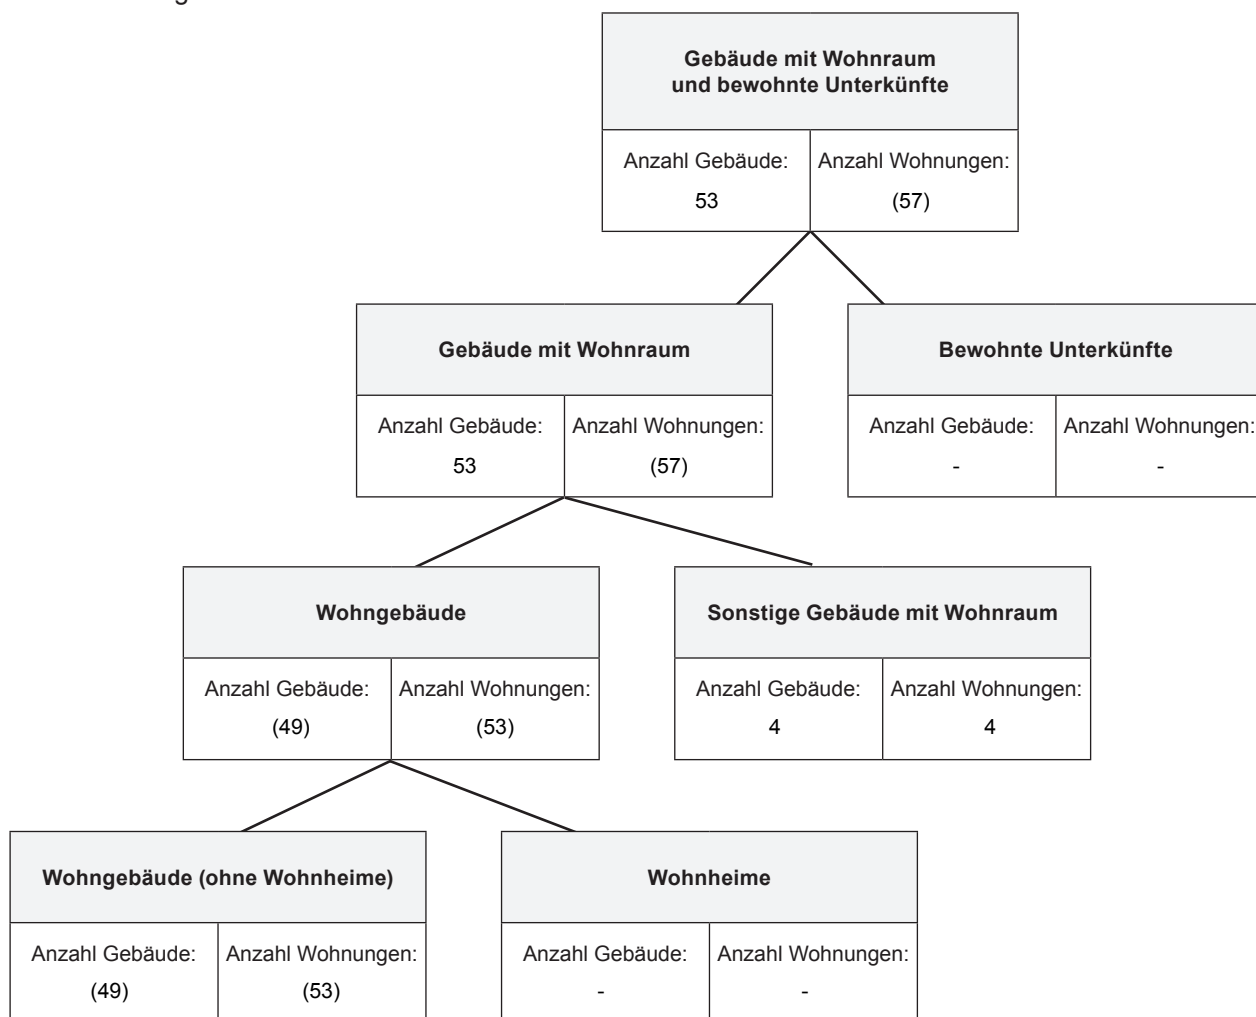 Gebäude mit Wohnraum
und bewohnte Unterkünfte
Anzahl Gebäude: Anzahl Wohnungen:
53 (57)
Gebäude mit Wohnraum Bewohnte Unterkünfte
Anzahl Gebäude: Anzahl Wohnungen: Anzahl Gebäude: Anzahl Wohnungen:
53 (57) - -
Wohngebäude Sonstige Gebäude mit Wohnraum
Anzahl Gebäude: Anzahl Wohnungen: Anzahl Gebäude: Anzahl Wohnungen:
(49) (53) 4 4
Wohngebäude (ohne Wohnheime) Wohnheime
Anzahl Gebäude: Anzahl Wohnungen: Anzahl Gebäude: Anzahl Wohnungen:
(49) (53) - -